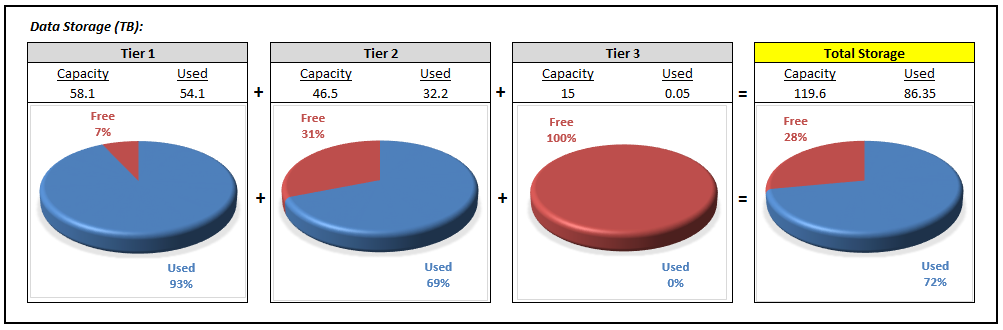 Data Storage (TB):
Tier 1
Capacity Used
58.1 54.1
Free
7%
Used
93%
+
+
Tier 2
Capacity Used
46.5 32.2
Free
31%
Used
69%
+
+
Tier 3
Capacity Used
15 0.05
Free
100%
Used
0%
=
=
Total Storage
Capacity Used
119.6 86.35
Free
28%
Used
72%